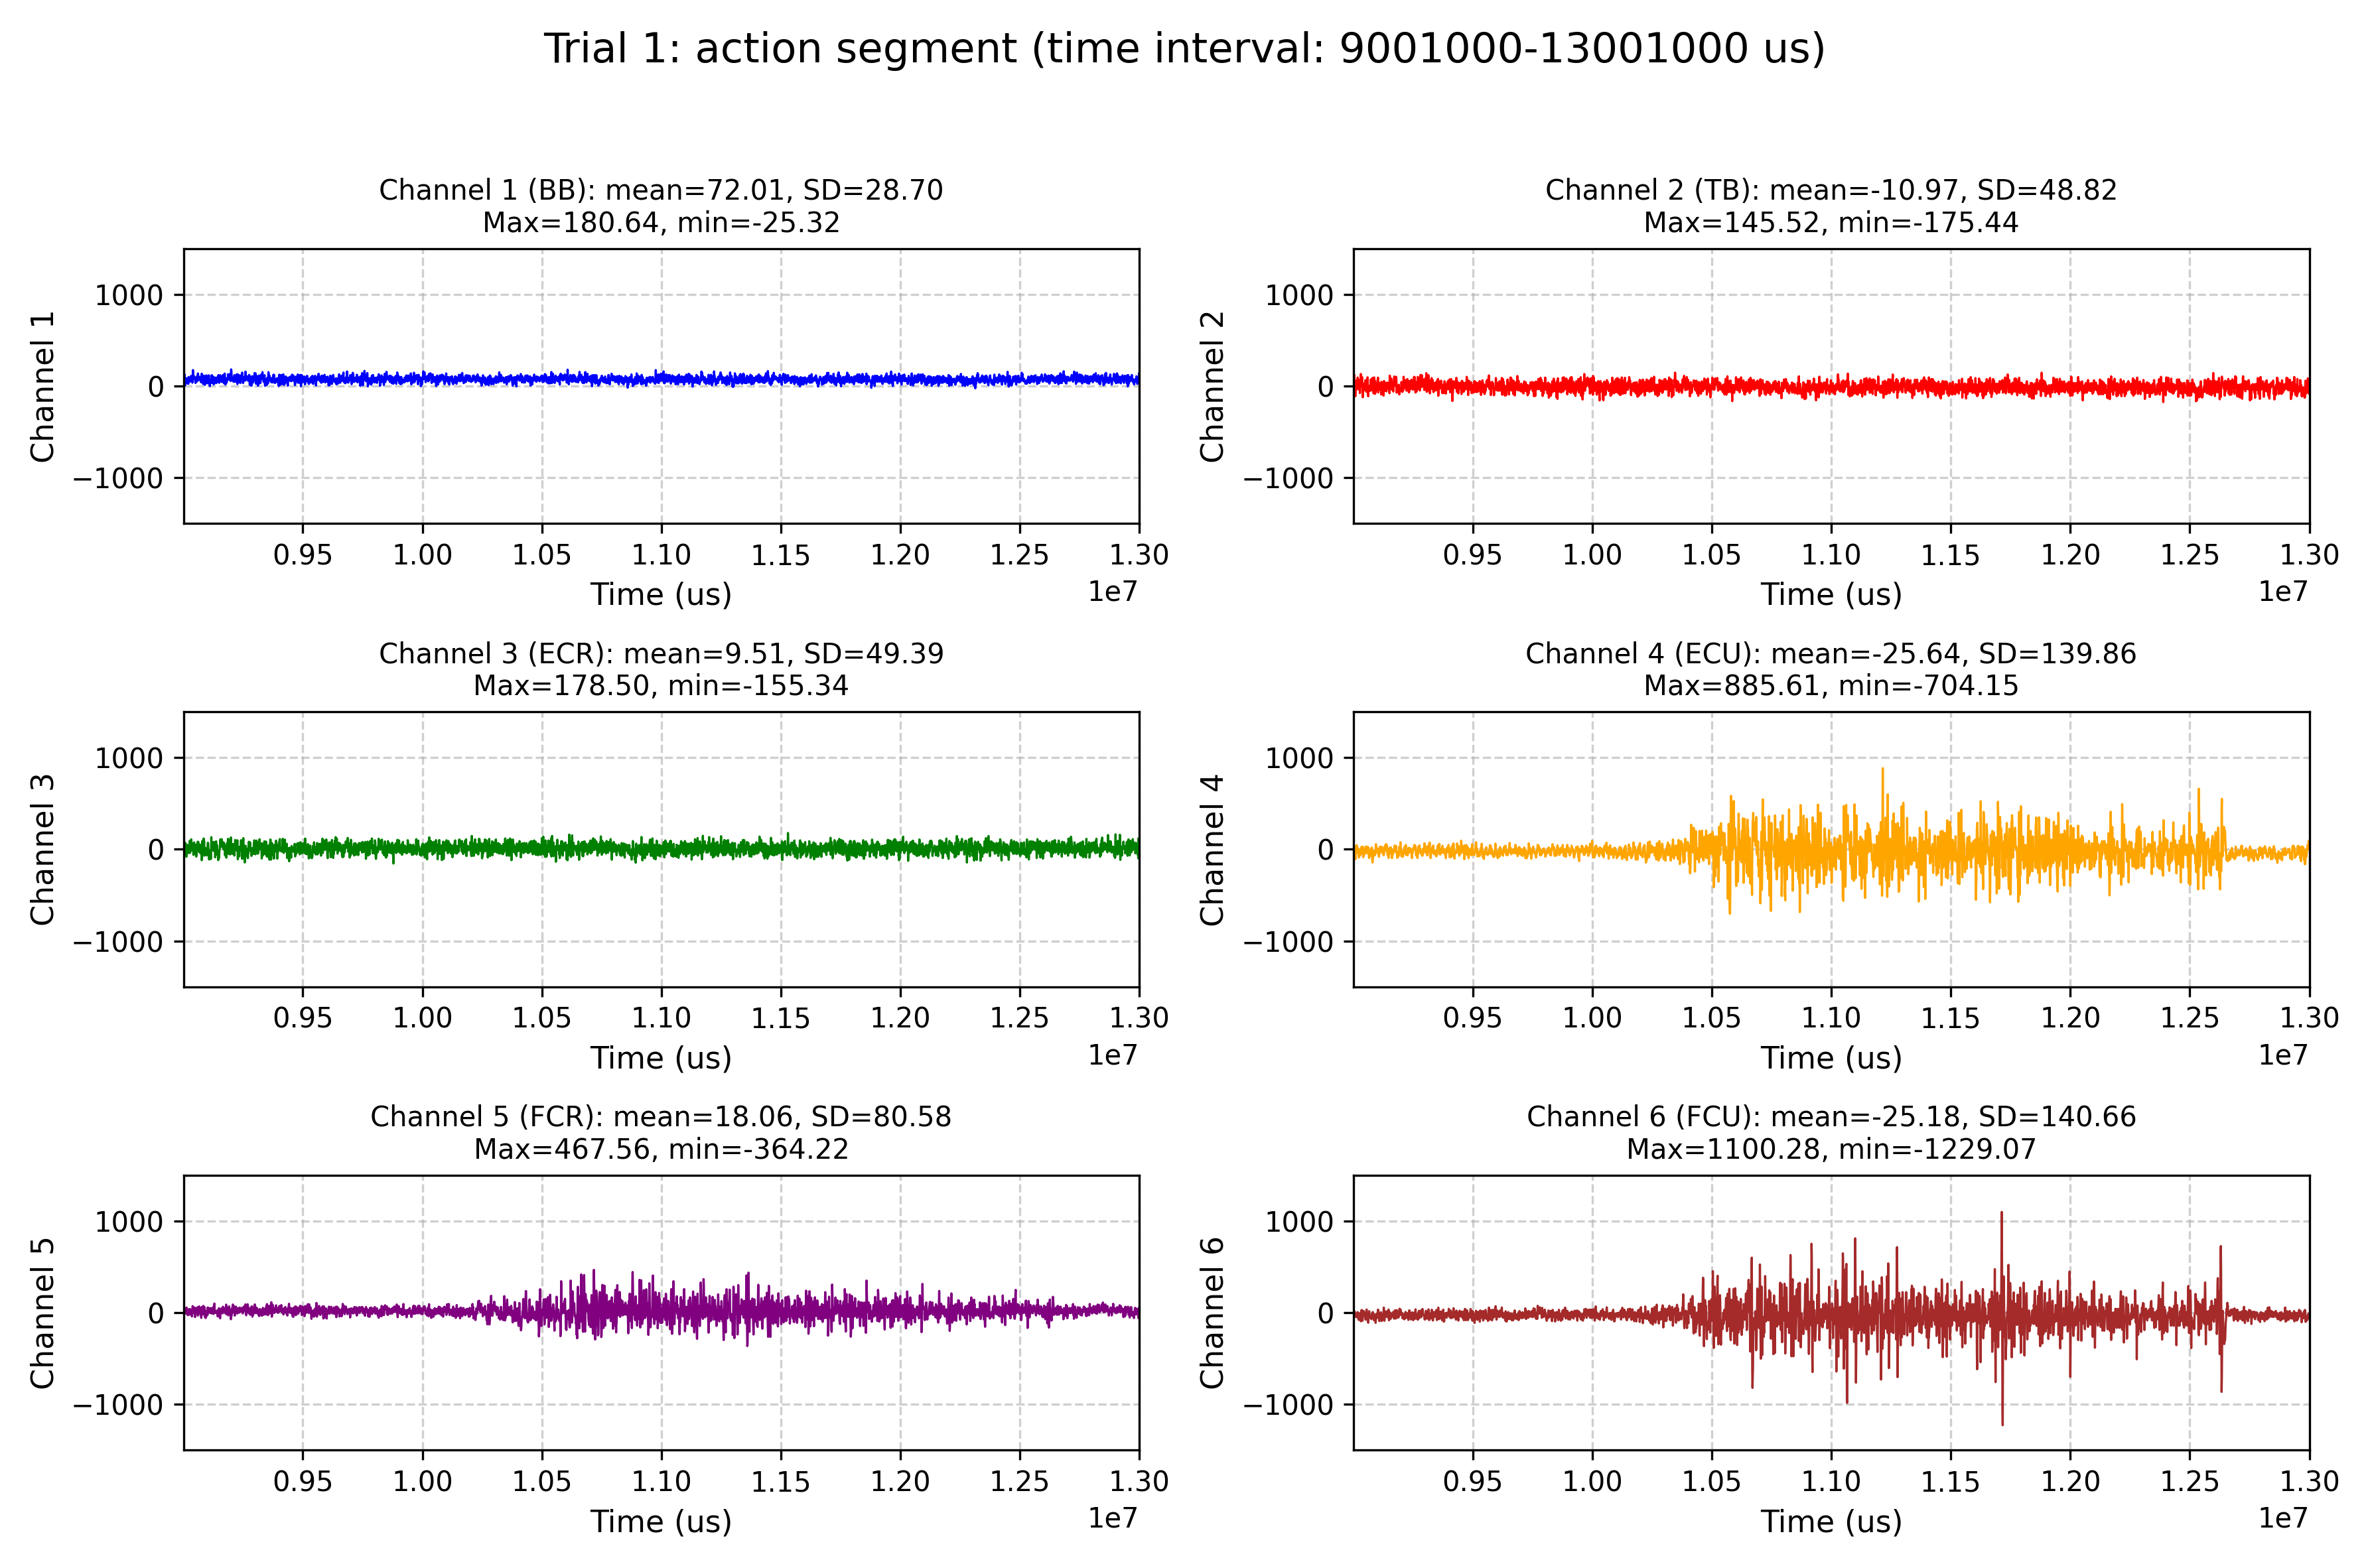 Trial 1: action segment (time interval: 9001000-13001000 us)
Channel 1 (BB): mean=72.01, SD=28.70
Max=180.64, min=-25.32
1000
0
−1000
Channel 1
0.95 1.00 1.05 1.10 1.15 1.20 1.25 1.30
1e7
Time (us)
Channel 2 (TB): mean=-10.97, SD=48.82
Max=145.52, min=-175.44
1000
0
−1000
Channel 2
0.95 1.00 1.05 1.10 1.15 1.20 1.25 1.30
1e7
Time (us)
Channel 3 (ECR): mean=9.51, SD=49.39
Max=178.50, min=-155.34
1000
0
−1000
Channel 3
0.95 1.00 1.05 1.10 1.15 1.20 1.25 1.30
1e7
Time (us)
Channel 4 (ECU): mean=-25.64, SD=139.86
Max=885.61, min=-704.15
1000
0
−1000
Channel 4
0.95 1.00 1.05 1.10 1.15 1.20 1.25 1.30
1e7
Time (us)
Channel 5 (FCR): mean=18.06, SD=80.58
Max=467.56, min=-364.22
1000
0
−1000
Channel 5
0.95 1.00 1.05 1.10 1.15 1.20 1.25 1.30
1e7
Time (us)
Channel 6 (FCU): mean=-25.18, SD=140.66
Max=1100.28, min=-1229.07
1000
0
−1000
Channel 6
0.95 1.00 1.05 1.10 1.15 1.20 1.25 1.30
1e7
Time (us)